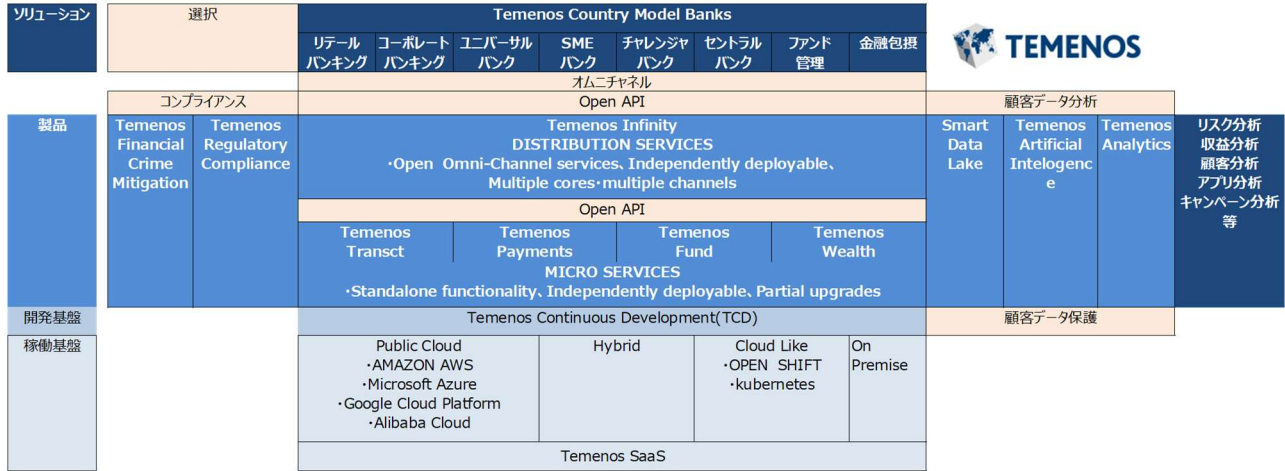 ソリューション
選択
Temenos Country Model Banks
リテール
バンキング
コーポレート
バンキング
ユニバーサル
バンク
SME
バンク
チャレンジャ
バンク
セントラル
バンク
ファンド
管理
金融包摂
TEMENOS
オムニチャネル
コンプライアンス
Open API
顧客データ分析
製品
Temenos
Financial
Crime
Mitigation
Temenos
Regulatory
Compliance
Temenos Infinity
DISTRIBUTION SERVICES
・Open Omni-Channel services、Independently deployable、
Multiple cores・multiple channels
Smart
Data
Lake
Temenos
Artificial
Intelogenc
e
Temenos
Analytics
リスク分析
収益分析
顧客分析
アプリ分析
キャンペーン分析
等
Open API
Temenos
Transct
Temenos
Payments
Temenos
Fund
Temenos
Wealth
MICRO SERVICES
・Standalone functionality、Independently deployable、Partial upgrades
開発基盤
Temenos Continuous Development(TCD)
顧客データ保護
稼働基盤
Public Cloud
・AMAZON AWS
・Microsoft Azure
・Google Cloud Platform
・Alibaba Cloud
Hybrid
Cloud Like
・OPEN SHIFT
・kubernetes
On
Premise
Temenos SaaS